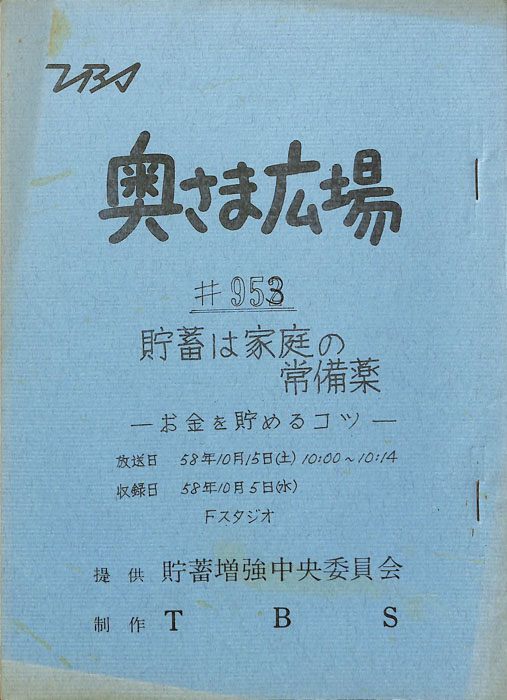 TBS
奥さま広場
#953
貯蓄は家庭の
常備薬
—お金を貯めるコツ—
放送日 58年10月15日(土) 10:00~10:14
収録日 58年10月5日(水)
Fスタジオ
提供 貯蓄増強中央委員会
制作 TBS